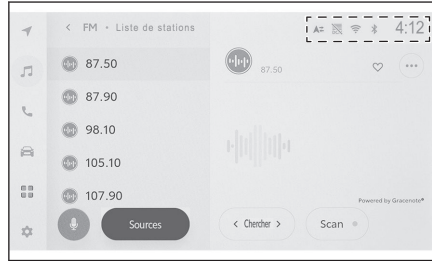 < FM • Liste de stations
A= 4:12
87.50
87.50
87.90
98.10
105.10
107.90
Powered by Gracenote®
Sources
< Chercher >
Scan